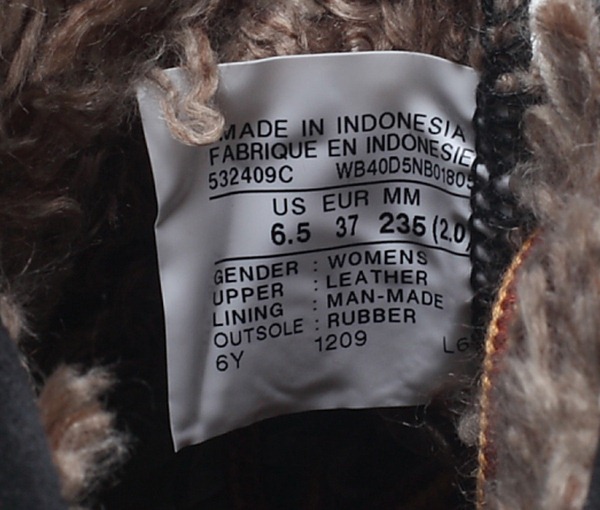 MADE IN INDONESIA
FABRIQUE EN INDONESIE
532409C WB40D5NB01805
US EUR MM
6.5 37 235 (2.0)
GENDER : WOMENS
UPPER : LEATHER
LINING : MAN-MADE
OUTSOLE : RUBBER
6Y 1209 L6